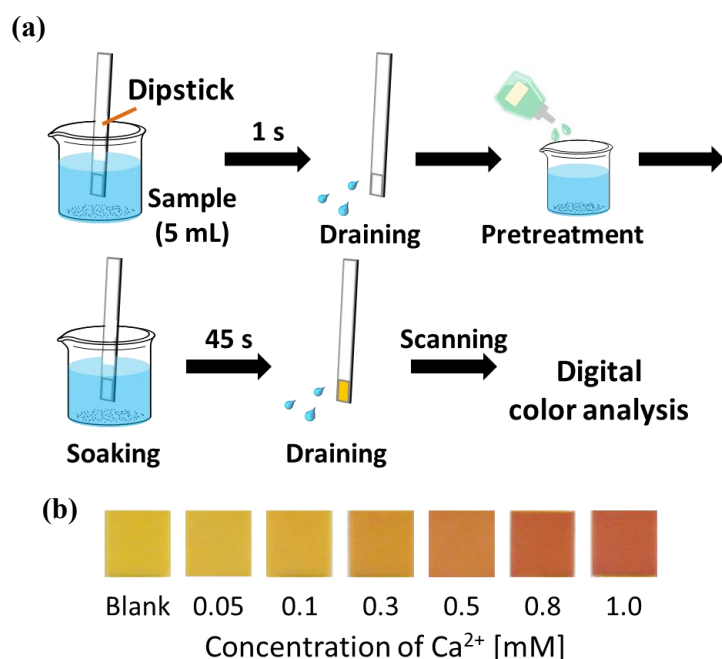 (a)
Dipstick
1 s
Sample
(5 mL)
Draining
Pretreatment
45 s
Scanning
Digital
color analysis
Soaking
Draining
(b)
Blank 0.05 0.1 0.3 0.5 0.8 1.0
Concentration of Ca²⁺ [mM]